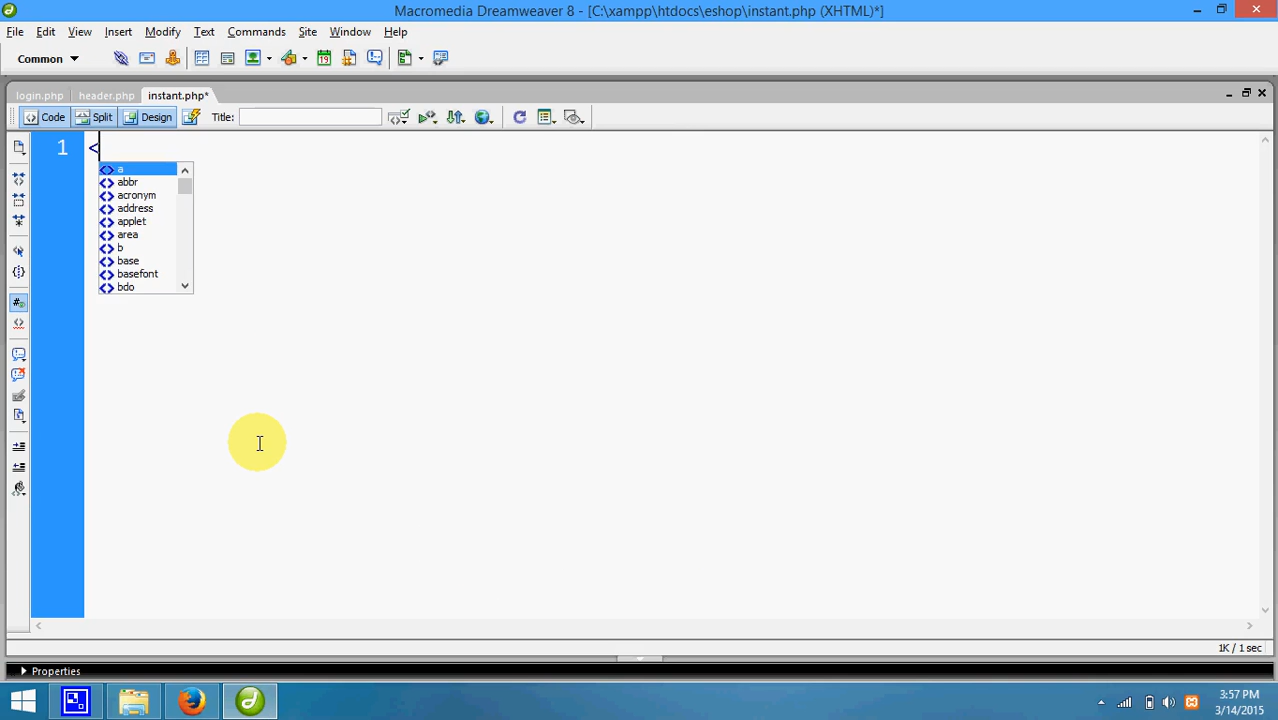 Macromedia Dreamweaver 8 - [C:\xampp\htdocs\eshop\instant.php (XHTML)*]
File Edit View Insert Modify Text Commands Site Window Help
Common
login.php header.php instant.php*
Code Split Design Title:
1 <
a
abbr
acronym
address
applet
area
b
base
basefont
bdo
1K / 1 sec
Properties
3:57 PM
3/14/2015